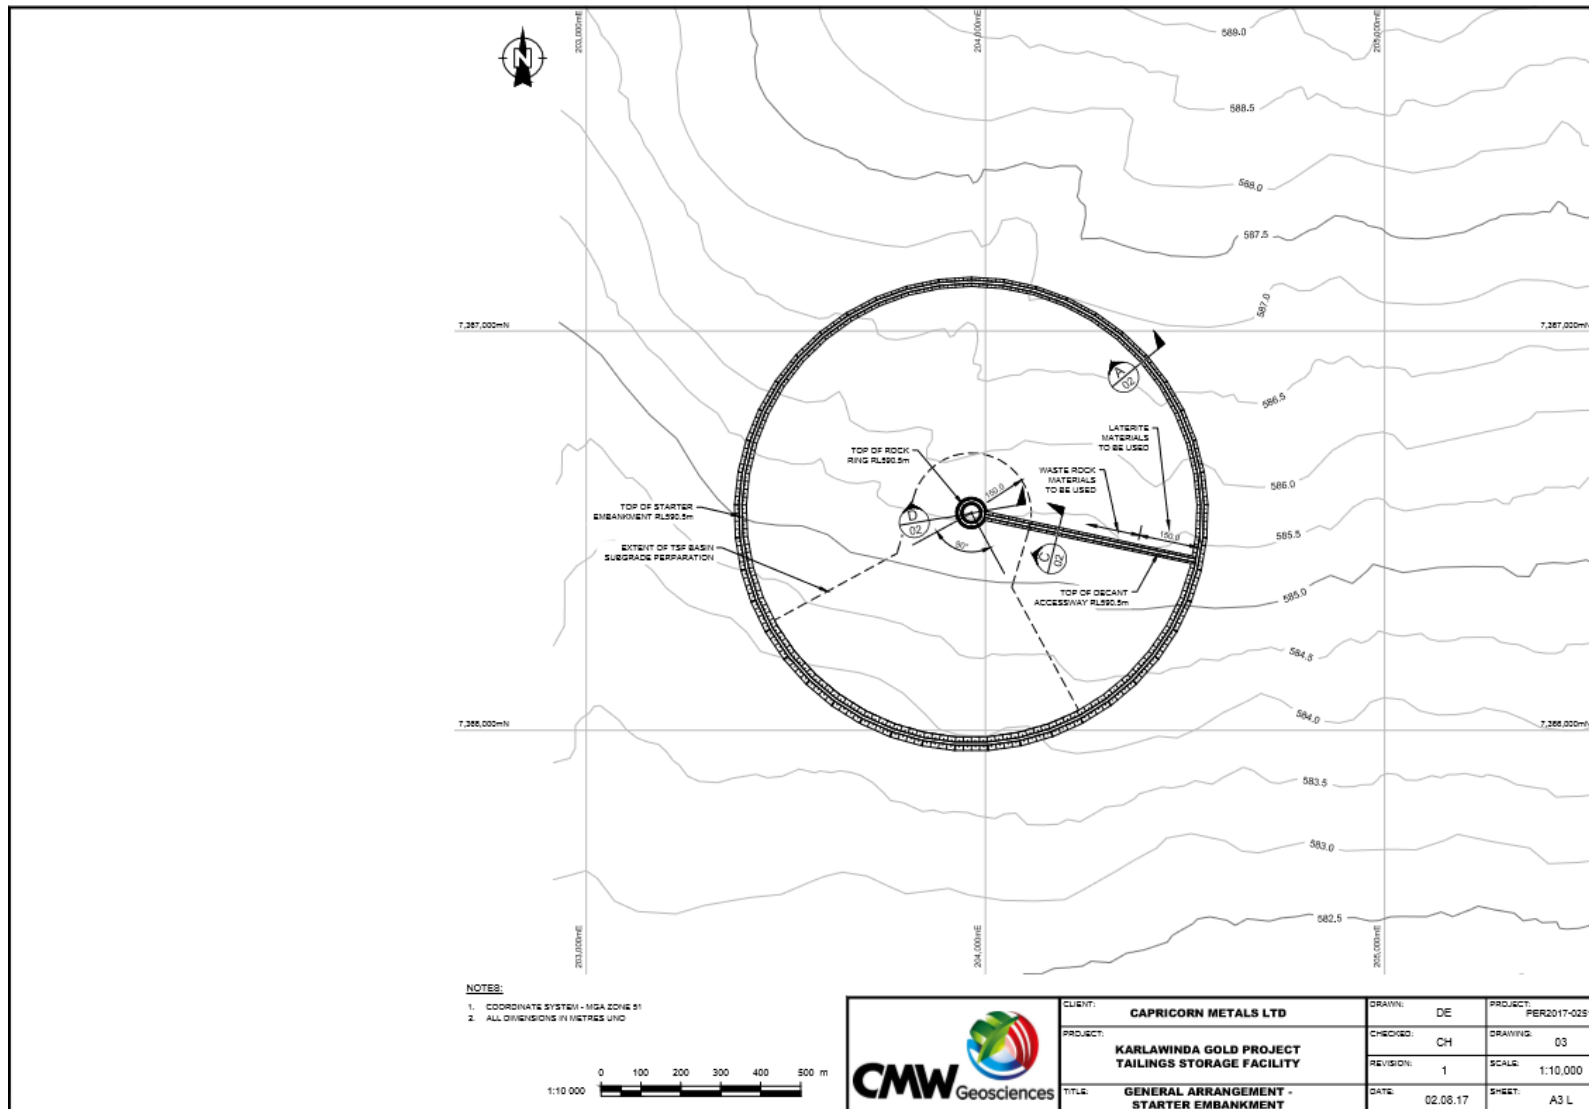 203,000mE
204,000mE
205,000mE
N
589.0
588.5
588.0
587.5
587.0
7,387,000mN
7,387,000mN
A
02
586.5
LATERITE
MATERIALS
TO BE USED
TOP OF ROCK
RING RL590.5m
WASTE ROCK
MATERIALS
TO BE USED
586.0
150.0
TOP OF STARTER
EMBANKMENT RL590.5m
D
02
150.0
585.5
90°
EXTENT OF TSF BASIN
SUBGRADE PERPARATION
C
02
TOP OF DECANT
ACCESSWAY RL590.5m
585.0
584.5
584.0
7,386,000mN
7,386,000mN
583.5
583.0
582.5
203,000mE
204,000mE
205,000mE
NOTES:
1. COORDINATE SYSTEM - MGA ZONE 51
2. ALL DIMENSIONS IN METRES UNO
0 100 200 300 400 500 m
1:10 000
CMW Geosciences
CLIENT: CAPRICORN METALS LTD
PROJECT: KARLAWINDA GOLD PROJECT
TAILINGS STORAGE FACILITY
TITLE: GENERAL ARRANGEMENT -
STARTER EMBANKMENT
DRAWN: DE
PROJECT: PER2017-025
CHECKED: CH
DRAWING: 03
REVISION: 1
SCALE: 1:10,000
DATE: 02.08.17
SHEET: A3 L